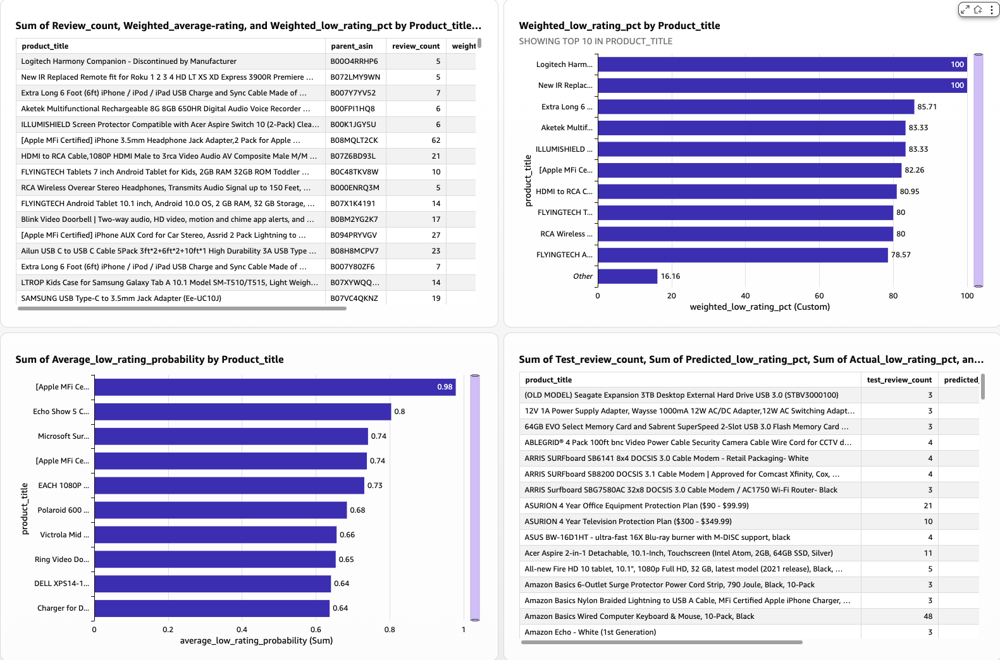 Sum of Review_count, Weighted_average-rating, and Weighted_low_rating_pct by Product_title...
product_title parent_asin review_count weight
Logitech Harmony Companion - Discontinued by Manufacturer B00O4RRHP6 5
New IR Replaced Remote fit for Roku 1 2 3 4 HD LT XS XD Express 3900R Premiere ... B072LMY9WN 5
Extra Long 6 Foot (6ft) iPhone / iPod / iPad USB Charge and Sync Cable Made of ... B007Y7YV52 7
Aketek Multifunctional Rechargeable 8G 8GB 650HR Digital Audio Voice Recorder ... B00FPI1HQ8 6
ILLUMISHIELD Screen Protector Compatible with Acer Aspire Switch 10 (2-Pack) Clea... B00K1JGY5U 6
[Apple MFi Certified] iPhone 3.5mm Headphone Jack Adapter,2 Pack for Apple ... B08MQLT2CK 62
HDMI to RCA Cable,1080P HDMI Male to 3rca Video Audio AV Composite Male M/M ... B07Z6BD93L 21
FLYINGTECH Tablets 7 inch Android Tablet for Kids, 2GB RAM 32GB ROM Toddler ... B0C48TKV8W 10
RCA Wireless Overear Stereo Headphones, Transmits Audio Signal up to 150 Feet, ... B000ENRQ3M 5
FLYINGTECH Android Tablet 10.1 inch, Android 10.0 OS, 2 GB RAM, 32 GB Storage, ... B07X1K4191 14
Blink Video Doorbell | Two-way audio, HD video, motion and chime app alerts, and ... B0BM2YG2K7 17
[Apple MFi Certified] iPhone AUX Cord for Car Stereo, Assrid 2 Pack Lightning to ... B094PRYVGV 27
Ailun USB C to USB C Cable 5Pack 3ft*2+6ft*2+10ft*1 High Durability 3A USB Type ... B08H8MCPV7 23
Extra Long 6 Foot (6ft) iPhone / iPod / iPad USB Charge and Sync Cable Made of ... B007Y80ZF6 7
LTROP Kids Case for Samsung Galaxy Tab A 10.1 Model SM-T510/T515, Light Weigh... B07XYWQQ... 14
SAMSUNG USB Type-C to 3.5mm Jack Adapter (Ee-UC10J) B07VC4QKNZ 19
Weighted_low_rating_pct by Product_title
SHOWING TOP 10 IN PRODUCT_TITLE
product_title
Logitech Harm... 100
New IR Replac... 100
Extra Long 6 ... 85.71
Aketek Multif... 83.33
ILLUMISHIELD ... 83.33
[Apple MFi Ce... 82.26
HDMI to RCA C... 80.95
FLYINGTECH T... 80
RCA Wireless ... 80
FLYINGTECH A... 78.57
Other 16.16
0 20 40 60 80 100
weighted_low_rating_pct (Custom)
Sum of Average_low_rating_probability by Product_title
product_title
[Apple MFi Ce... 0.98
Echo Show 5 C... 0.8
Microsoft Sur... 0.74
[Apple MFi Ce... 0.74
EACH 1080P ... 0.73
Polaroid 600 ... 0.68
Victrola Mid ... 0.66
Ring Video Do... 0.65
DELL XPS14-1... 0.64
Charger for D... 0.64
0 0.2 0.4 0.6 0.8 1
average_low_rating_probability (Sum)
Sum of Test_review_count, Sum of Predicted_low_rating_pct, Sum of Actual_low_rating_pct, an...
product_title test_review_count predicted_
(OLD MODEL) Seagate Expansion 3TB Desktop External Hard Drive USB 3.0 (STBV3000100) 3
12V 1A Power Supply Adapter, Waysse 1000mA 12W AC/DC Adapter,12W AC Switching Adapt... 3
64GB EVO Select Memory Card and Sabrent SuperSpeed 2-Slot USB 3.0 Flash Memory Card ... 3
ABLEGRID® 4 Pack 100ft bnc Video Power Cable Security Camera Cable Wire Cord for CCTV d... 4
ARRIS SURFboard SB6141 8x4 DOCSIS 3.0 Cable Modem - Retail Packaging- White 4
ARRIS SURFboard SB8200 DOCSIS 3.1 Cable Modem | Approved for Comcast Xfinity, Cox, ... 4
ARRIS Surfboard SBG7580AC 32x8 DOCSIS 3.0 Cable Modem / AC1750 Wi-Fi Router- Black 3
ASURION 4 Year Office Equipment Protection Plan ($90 - $99.99) 21
ASURION 4 Year Television Protection Plan ($300 - $349.99) 10
ASUS BW-16D1HT - ultra-fast 16X Blu-ray burner with M-DISC support, black 4
Acer Aspire 2-in-1 Detachable, 10.1-Inch, Touchscreen (Intel Atom, 2GB, 64GB SSD, Silver) 11
All-new Fire HD 10 tablet, 10.1", 1080p Full HD, 32 GB, latest model (2021 release), Black, ... 5
Amazon Basics 6-Outlet Surge Protector Power Cord Strip, 790 Joule, Black, 10-Pack 3
Amazon Basics Nylon Braided Lightning to USB A Cable, MFi Certified Apple iPhone Charger, ... 3
Amazon Basics Wired Computer Keyboard & Mouse, 10-Pack, Black 48
Amazon Echo - White (1st Generation) 3